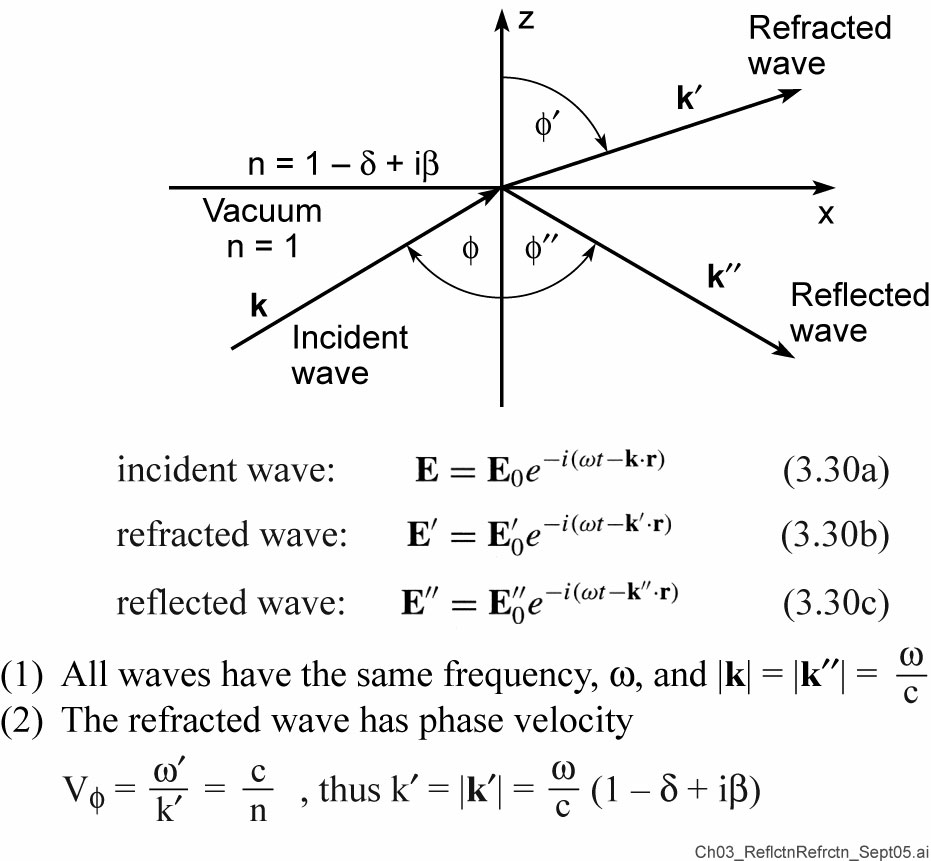 z
Refracted
wave
k′
ϕ′
n = 1 – δ + iβ
Vacuum
n = 1
x
ϕ ϕ″
k
k″
Incident
wave
Reflected
wave
incident wave: E = E₀e^{−i(ωt−k·r)} (3.30a)
refracted wave: E′ = E′₀e^{−i(ωt−k′·r)} (3.30b)
reflected wave: E″ = E″₀e^{−i(ωt−k″·r)} (3.30c)
(1) All waves have the same frequency, ω, and |k| = |k″| = ω/c
(2) The refracted wave has phase velocity
V_ϕ = ω′/k′ = c/n , thus k′ = |k′| = ω/c (1 – δ + iβ)
Ch03_ReflctnRefrctn_Sept05.ai